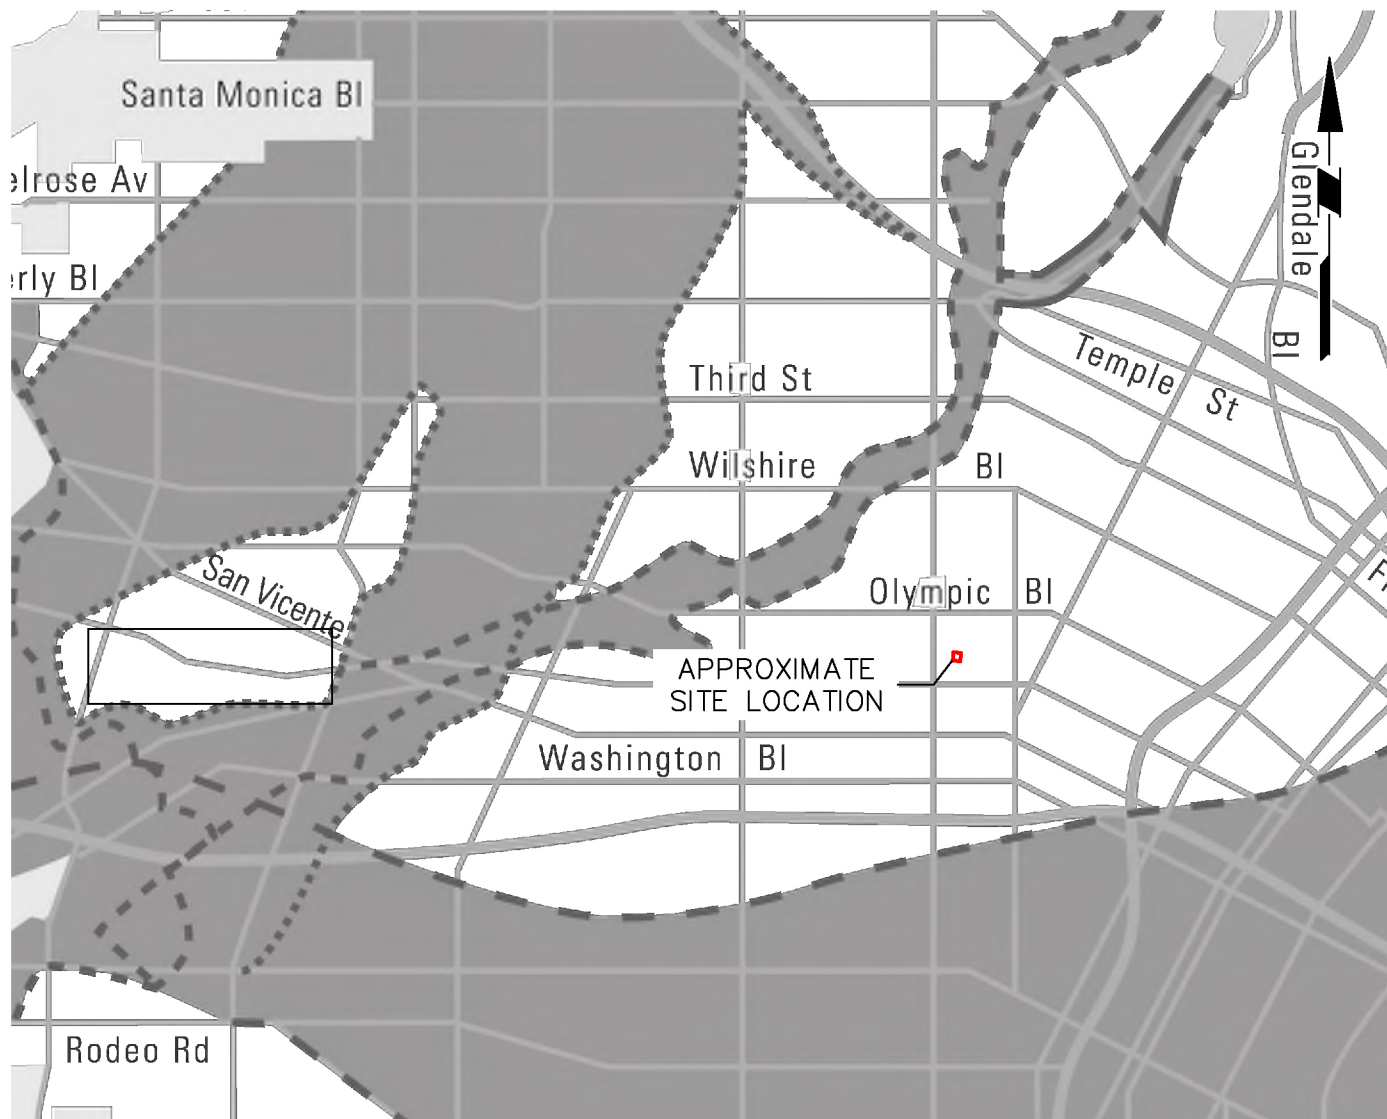 Santa Monica Bl
elrose Av
Glendale
Bl
erly Bl
Temple St
Third St
Wilshire Bl
San Vicente
Olympic Bl
APPROXIMATE
SITE LOCATION
Washington Bl
Rodeo Rd